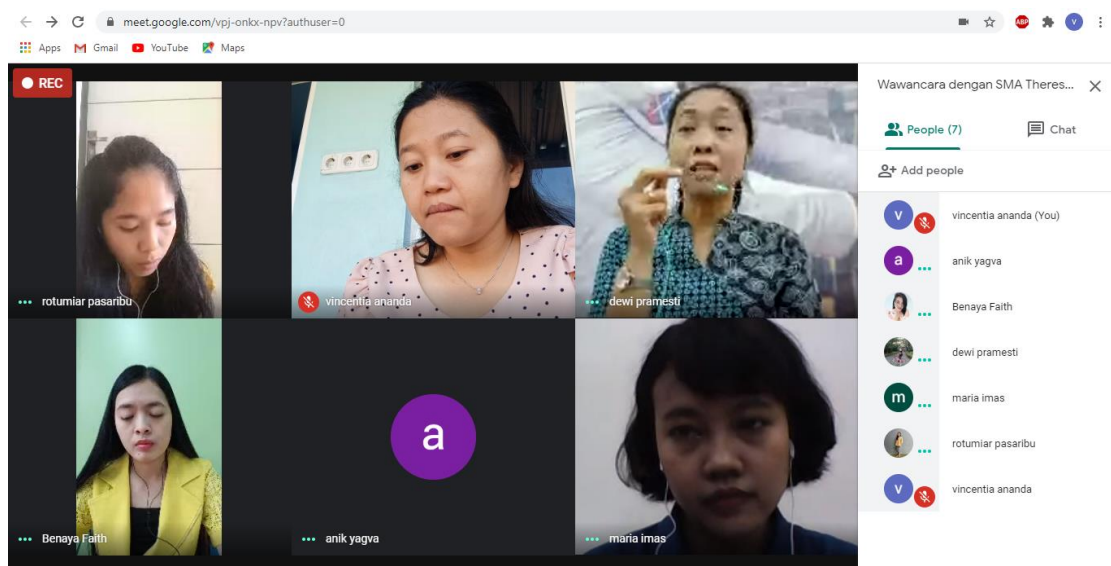 meet.google.com/vpj-onkx-npv?authuser=0
ABP
V
Apps Gmail YouTube Maps
REC
rotumiar pasaribu
vincentia ananda
dewi pramesti
Benaya Faith
a
anik yagva
maria imas
Wawancara dengan SMA Theres...
People (7)
Chat
Add people
V
vincentia ananda (You)
a
anik yagva
Benaya Faith
dewi pramesti
m
maria imas
rotumiar pasaribu
V
vincentia ananda